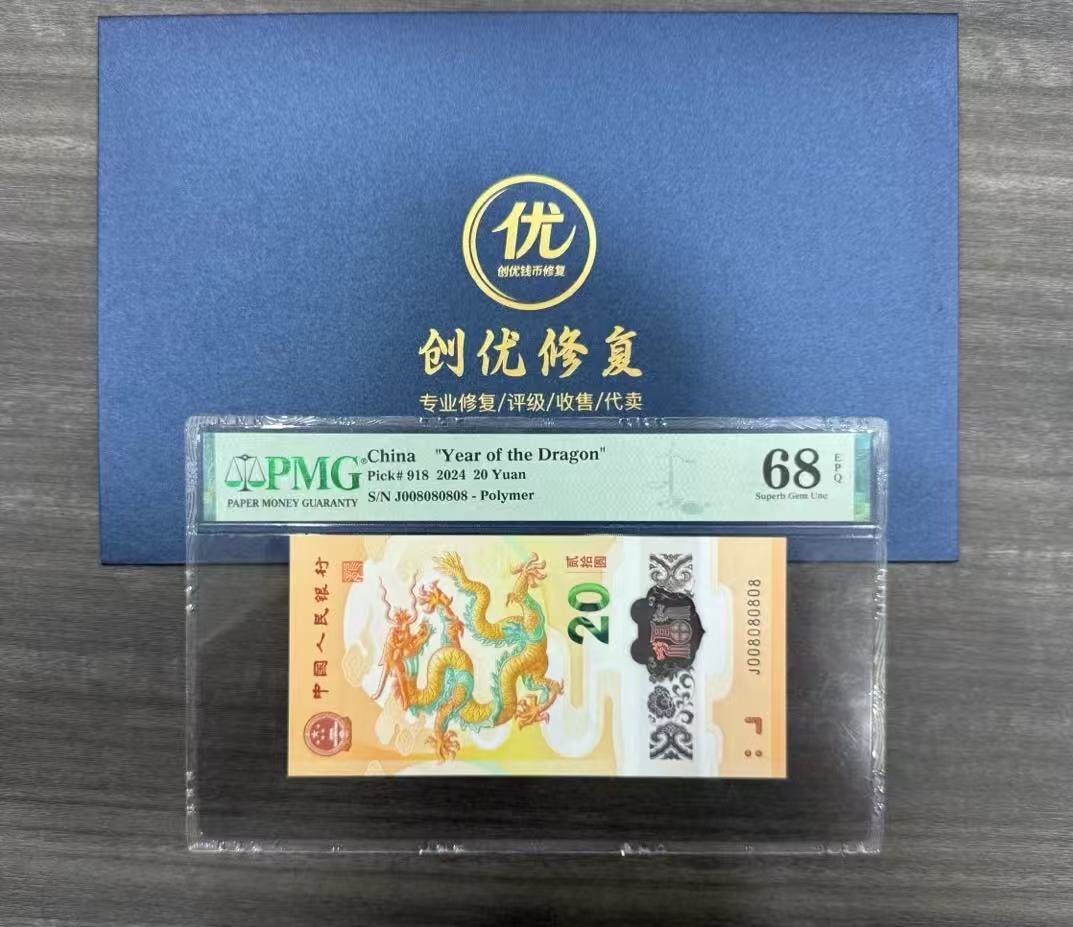 优
创优钱币修复
创优修复
专业修复/评级/收售/代卖
PMG®
PAPER MONEY GUARANTY
China "Year of the Dragon"
Pick# 918 2024 20 Yuan
S/N J008080808 - Polymer
68
EPQ
Superb Gem Unc
中国人民银行
贰拾圆
20
J008080808